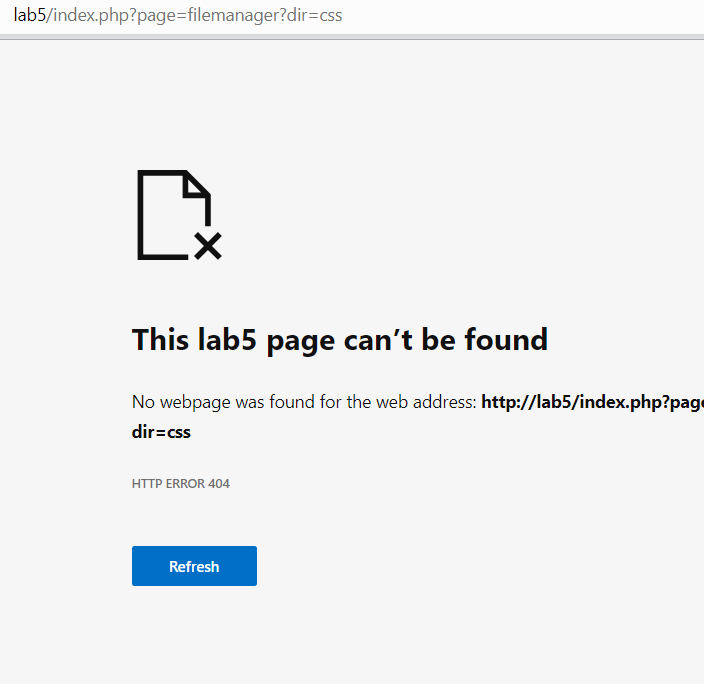 lab5/index.php?page=filemanager?dir=css
This lab5 page can’t be found
No webpage was found for the web address: http://lab5/index.php?page
dir=css
HTTP ERROR 404
Refresh